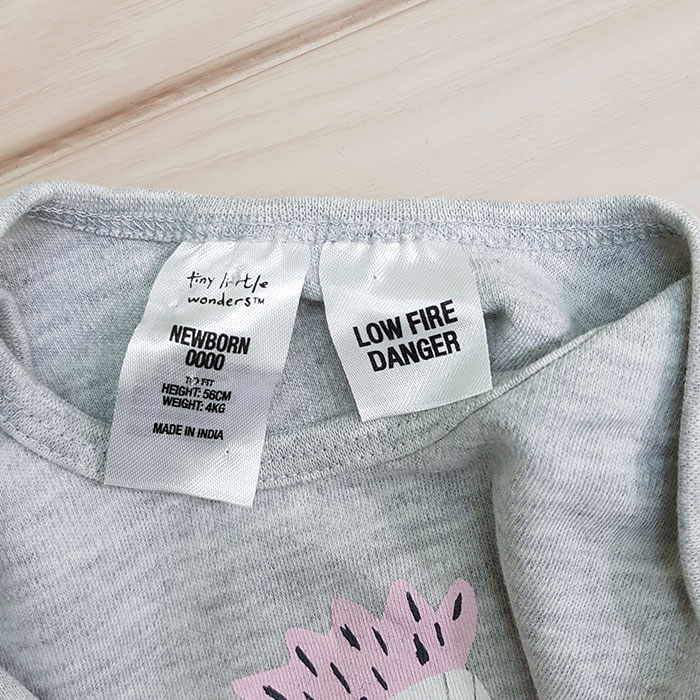 tiny little
wonders™
NEWBORN
0000
TO FIT
HEIGHT: 56CM
WEIGHT: 4KG
MADE IN INDIA
LOW FIRE
DANGER